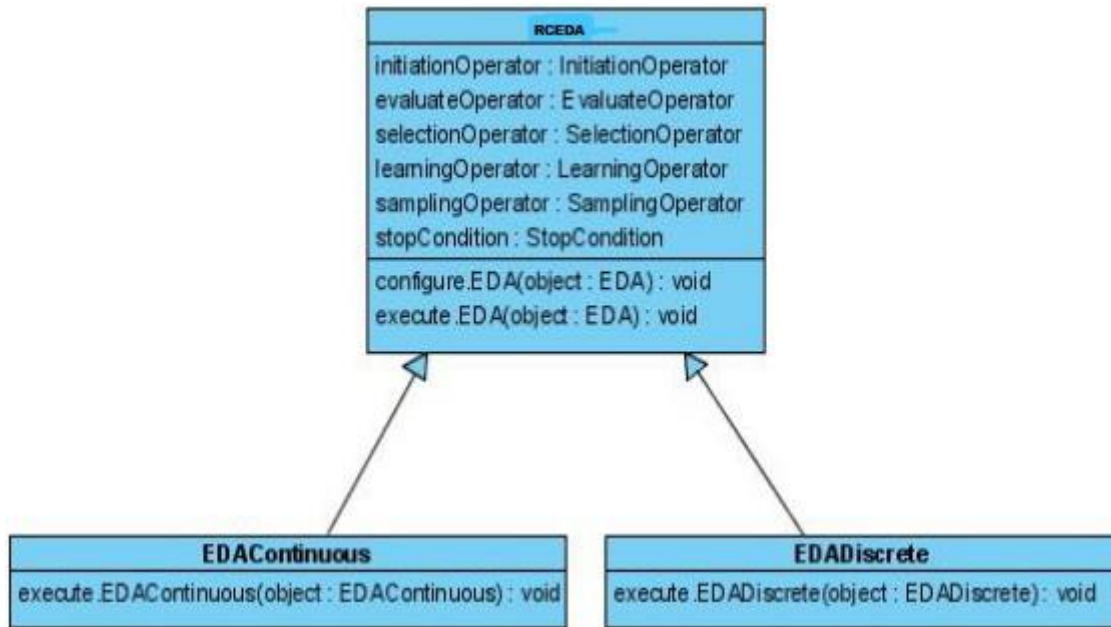 RCEDA
initiationOperator : InitiationOperator
evaluateOperator : EvaluateOperator
selectionOperator : SelectionOperator
learningOperator : LearningOperator
samplingOperator : SamplingOperator
stopCondition : StopCondition
configure.EDA(object : EDA) : void
execute.EDA(object : EDA) : void
EDAContinuous
execute.EDAContinuous(object : EDAContinuous) : void
EDADiscrete
execute.EDADiscrete(object : EDADiscrete) : void